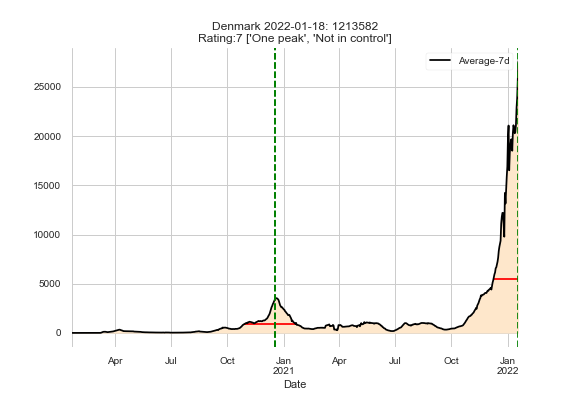 Denmark 2022-01-18: 1213582
Rating:7 ['One peak', 'Not in control']
Average-7d
25000
20000
15000
10000
5000
0
Apr
Jul
Oct
Jan
2021
Apr
Jul
Oct
Jan
2022
Date